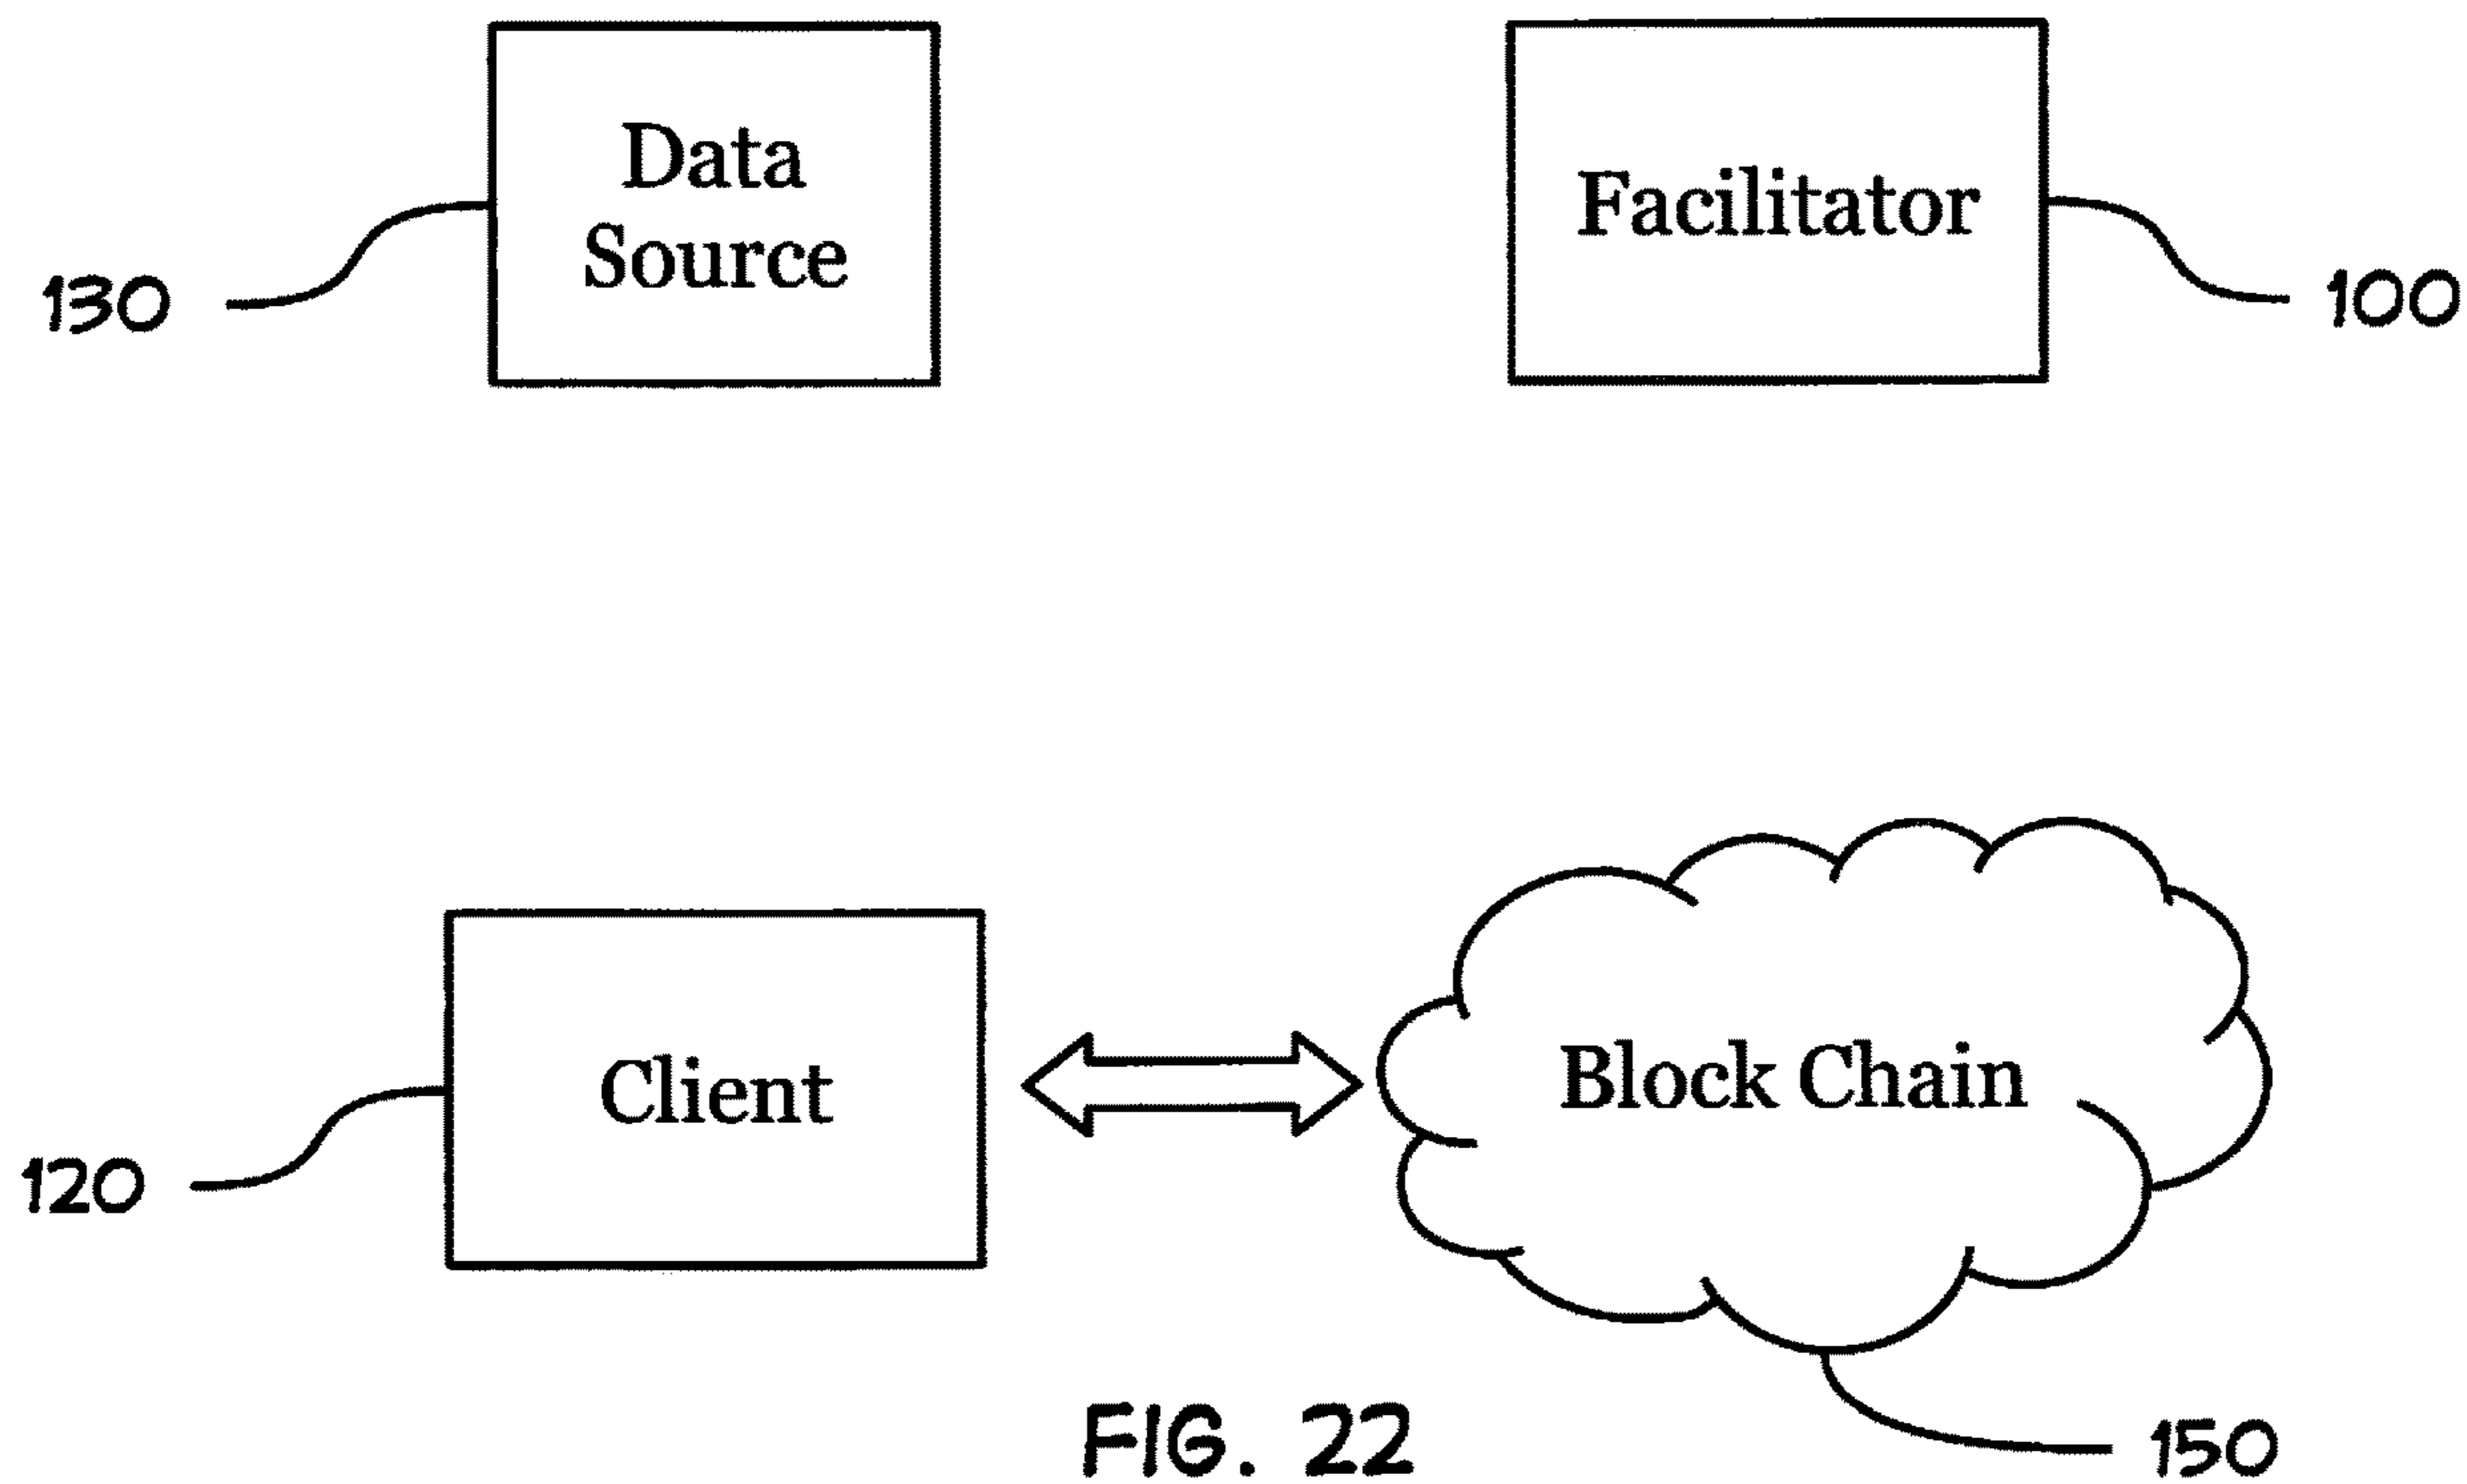 Data
Source
Facilitator
130
100
Client
Block Chain
120
FIG. 22
150